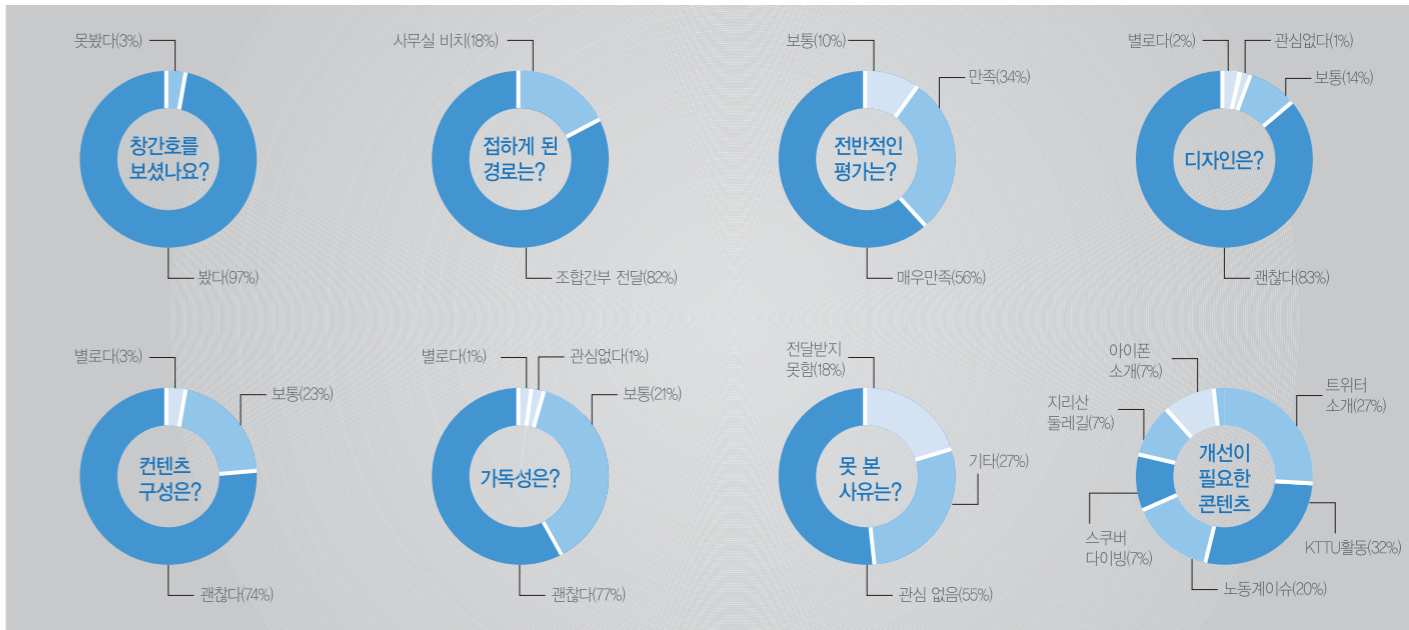 못봤다(3%)
창간호를
보셨나요?
봤다(97%)
사무실 비치(18%)
접하게 된
경로는?
조합간부 전달(82%)
보통(10%)
만족(34%)
전반적인
평가는?
매우만족(56%)
별로다(2%)
관심없다(1%)
보통(14%)
디자인은?
괜찮다(83%)
별로다(3%)
보통(23%)
컨텐츠
구성은?
괜찮다(74%)
별로다(1%)
관심없다(1%)
보통(21%)
가독성은?
괜찮다(77%)
전달받지
못함(18%)
기타(27%)
못 본
사유는?
관심 없음(55%)
아이폰
소개(7%)
트위터
소개(27%)
지리산
둘레길(7%)
개선이
필요한
콘텐츠
스쿠버
다이빙(7%)
KTTU활동(32%)
노동계이슈(20%)